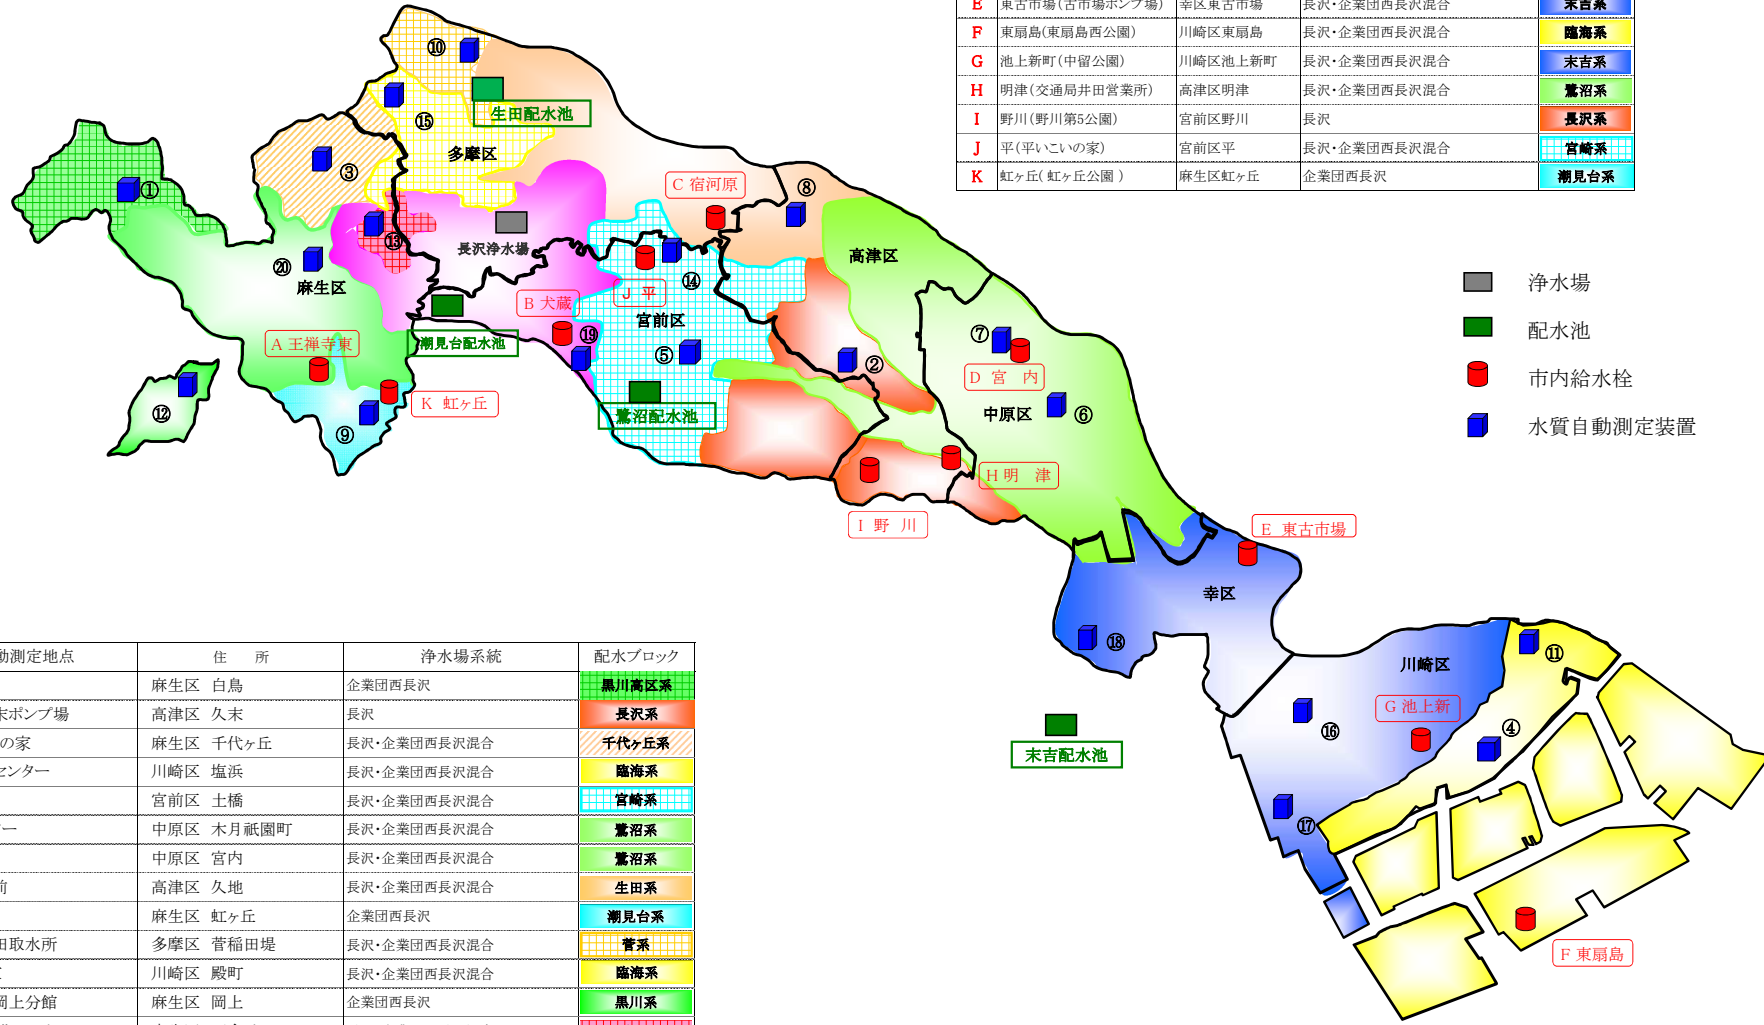 E 東古市場(古市場ポンプ場) 幸区東古市場 長沢・企業団西長沢混合 末吉系
F 東扇島(東扇島西公園) 川崎区東扇島 長沢・企業団西長沢混合 臨海系
G 池上新町(中留公園) 川崎区池上新町 長沢・企業団西長沢混合 末吉系
H 明津(交通局井田営業所) 高津区明津 長沢・企業団西長沢混合 鷺沼系
I 野川(野川第5公園) 宮前区野川 長沢 長沢系
J 平(平いこいの家) 宮前区平 長沢・企業団西長沢混合 宮崎系
K 虹ヶ丘(虹ヶ丘公園) 麻生区虹ヶ丘 企業団西長沢 潮見台系
⑩
生田配水池
⑮
多摩区
③
①
C 宿河原
⑧
⑬
長沢浄水場
高津区
⑳
麻生区
⑭
J 平
B 犬蔵
宮前区
⑲
潮見台配水池
A 王禅寺東
⑤
②
⑦
D 宮 内
中原区
⑥
K 虹ヶ丘
⑫
⑨
鷺沼配水池
H 明 津
I 野 川
E 東古市場
幸区
⑱
川崎区
⑪
G 池上新
④
⑯
末吉配水池
⑰
F 東扇島
浄水場
配水池
市内給水栓
水質自動測定装置
動測定地点 住 所 浄水場系統 配水ブロック
麻生区 白鳥 企業団西長沢 黒川高区系
末ポンプ場 高津区 久末 長沢 長沢系
の家 麻生区 千代ヶ丘 長沢・企業団西長沢混合 千代ヶ丘系
センター 川崎区 塩浜 長沢・企業団西長沢混合 臨海系
宮前区 土橋 長沢・企業団西長沢混合 宮崎系
ー 中原区 木月祇園町 長沢・企業団西長沢混合 鷺沼系
中原区 宮内 長沢・企業団西長沢混合 鷺沼系
前 高津区 久地 長沢・企業団西長沢混合 生田系
麻生区 虹ヶ丘 企業団西長沢 潮見台系
田取水所 多摩区 菅稲田堤 長沢・企業団西長沢混合 菅系
川崎区 殿町 長沢・企業団西長沢混合 臨海系
岡上分館 麻生区 岡上 企業団西長沢 黒川系